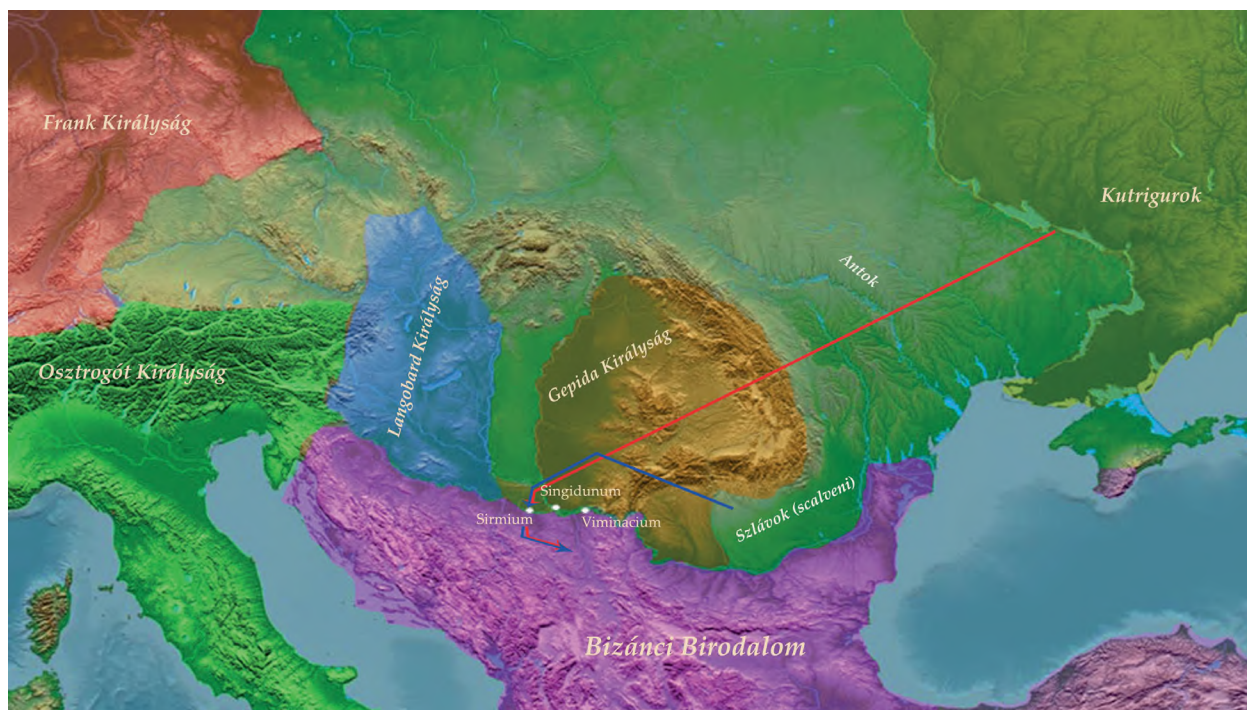 Frank Királyság
Kutrigurok
Antok
Langobard Királyság
Gepida Királyság
Osztrogót Királyság
Singidunum
Sirmium
Viminacium
Szlávok (scalveni)
Bizánci Birodalom